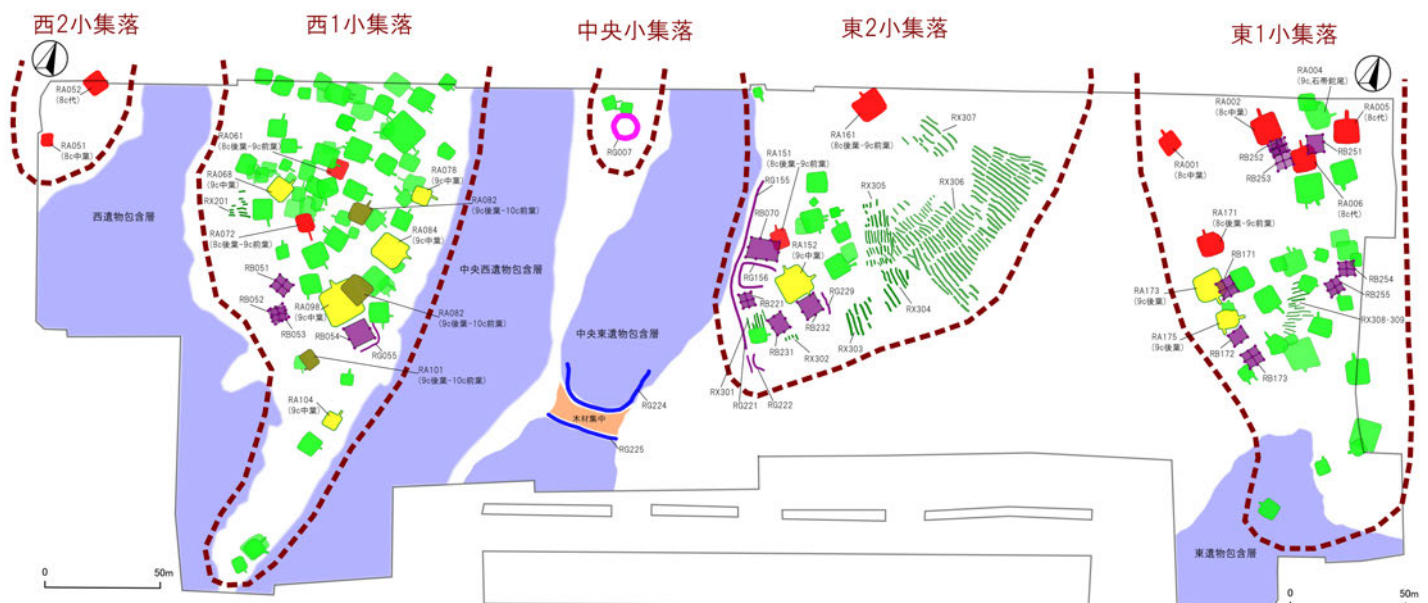 西2小集落
西1小集落
中央小集落
東2小集落
東1小集落
RA052
(8c代)
RA051
(8c中葉)
西遺物包含層
RA061
(8c後葉-9c前葉)
RA068
(9c中葉)
RX201
RA072
(8c後葉-9c前葉)
RB051
RB052
RB053
RA098
(9c中葉)
RB054
RG055
RA101
(9c後葉-10c前葉)
RA104
(9c中葉)
RA078
(9c中葉)
RA082
(9c後葉-10c前葉)
RA084
(9c中葉)
RA082
(9c後葉-10c前葉)
中央西遺物包含層
RG007
中央東遺物包含層
木材集中
RG224
RG225
RA161
(8c後葉-9c前葉)
RA151
(8c後葉-9c前葉)
RG155
RB070
RA152
(9c中葉)
RG156
RB221
RG229
RB232
RB231
RX302
RX301
RG221
RG222
RX303
RX304
RX305
RX306
RX307
RA004
(9c,石帯鉈尾)
RA002
(8c中葉)
RA005
(8c代)
RA001
(8c中葉)
RB252
RB253
RB251
RA006
(8c代)
RA171
(8c後葉-9c前葉)
RB171
RA173
(9c後葉)
RA175
(9c後葉)
RB172
RB173
RB254
RB255
RX308-309
東遺物包含層
0
50m
0
50m